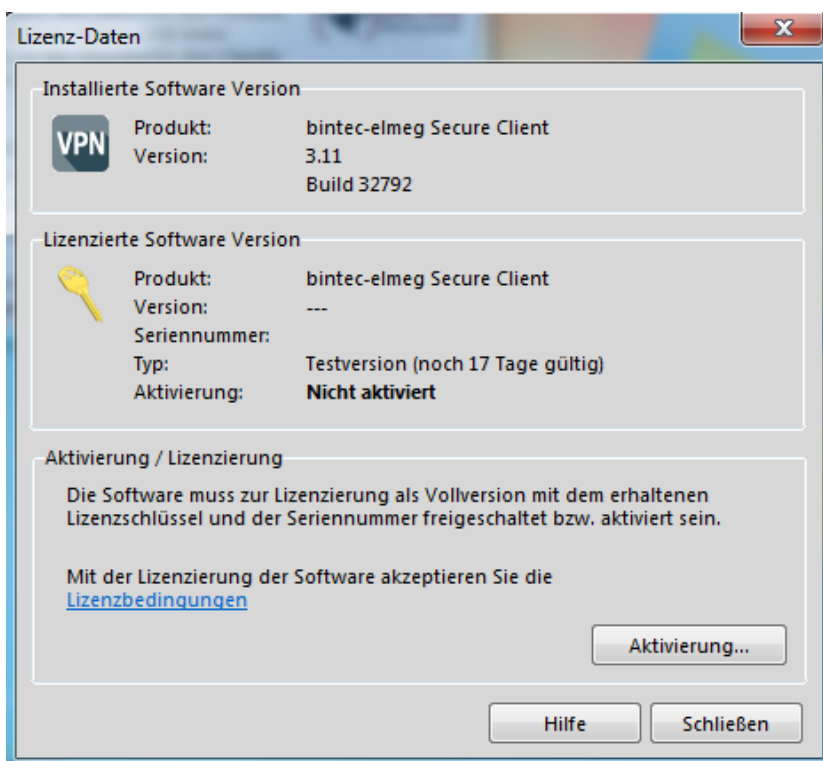 Lizenz-Daten
Installierte Software Version
VPN
Produkt: bintec-elmeg Secure Client
Version: 3.11
Build 32792
Lizenzierte Software Version
Produkt: bintec-elmeg Secure Client
Version: ---
Seriennummer:
Typ: Testversion (noch 17 Tage gültig)
Aktivierung: Nicht aktiviert
Aktivierung / Lizenzierung
Die Software muss zur Lizenzierung als Vollversion mit dem erhaltenen
Lizenzschlüssel und der Seriennummer freigeschaltet bzw. aktiviert sein.
Mit der Lizenzierung der Software akzeptieren Sie die
Lizenzbedingungen
Aktivierung...
Hilfe Schließen